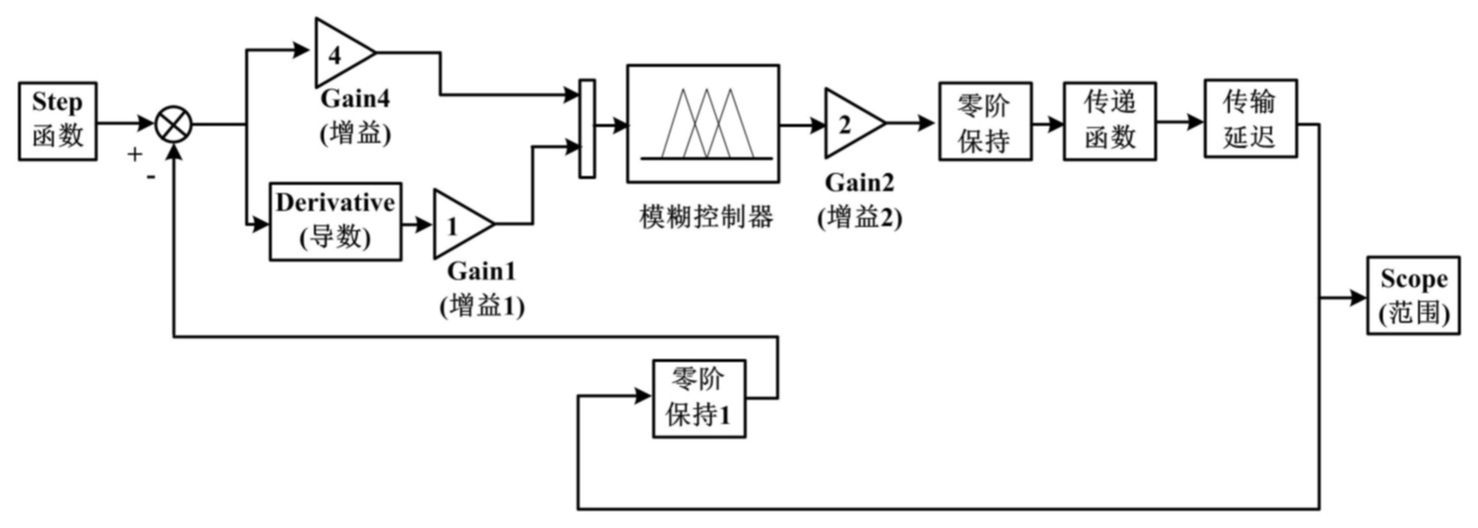 Step
函数
+
-
4
Gain4
(增益)
Derivative
(导数)
1
Gain1
(增益1)
模糊控制器
2
Gain2
(增益2)
零阶
保持
传递
函数
传输
延迟
Scope
(范围)
零阶
保持1